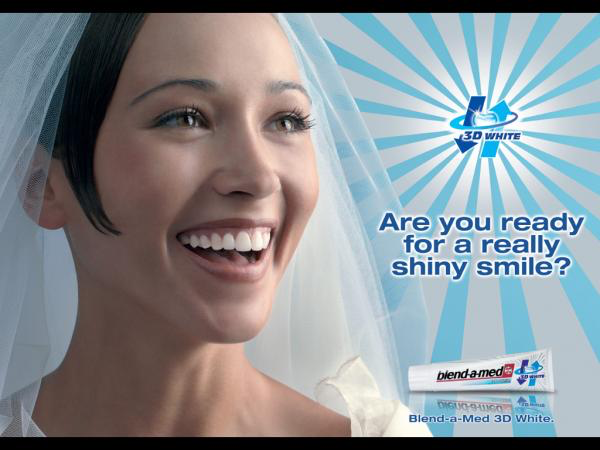 3D WHITE
Are you ready
for a really
shiny smile?
blend-a-med
3D WHITE
Blend-a-Med 3D White.